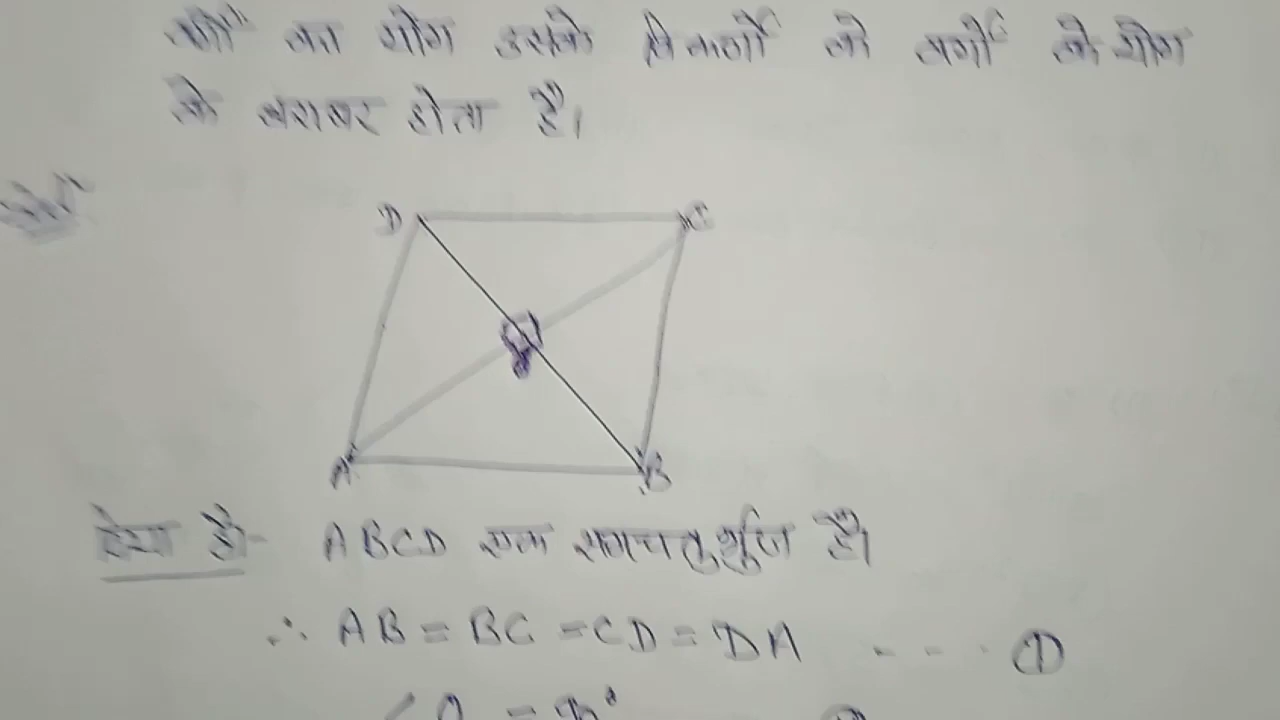 का योग उसके विकर्णों के वर्गों के योग
के बराबर होता है।
D C
A B
दिया है- ABCD एक समचतुर्भुज है।
∴ AB = BC = CD = DA - - - ①